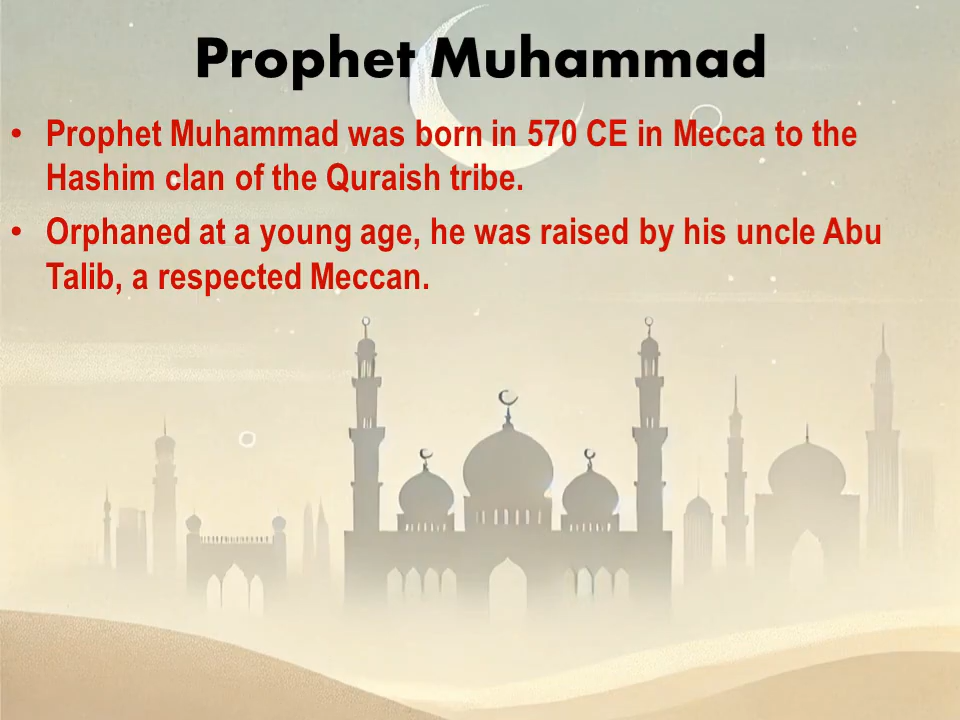 Prophet Muhammad
• Prophet Muhammad was born in 570 CE in Mecca to the
Hashim clan of the Quraish tribe.
• Orphaned at a young age, he was raised by his uncle Abu
Talib, a respected Meccan.